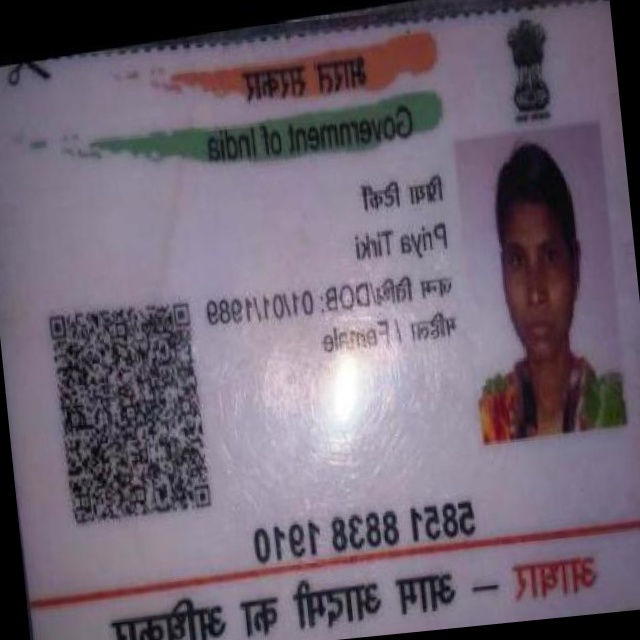 भारत सरकार
Government of India
प्रिया टिर्की
Priya Tirki
जन्म तिथि/DOB: 01/01/1989
महिला / Female
5851 8838 1910
आधार — आम आदमी का अधिकार